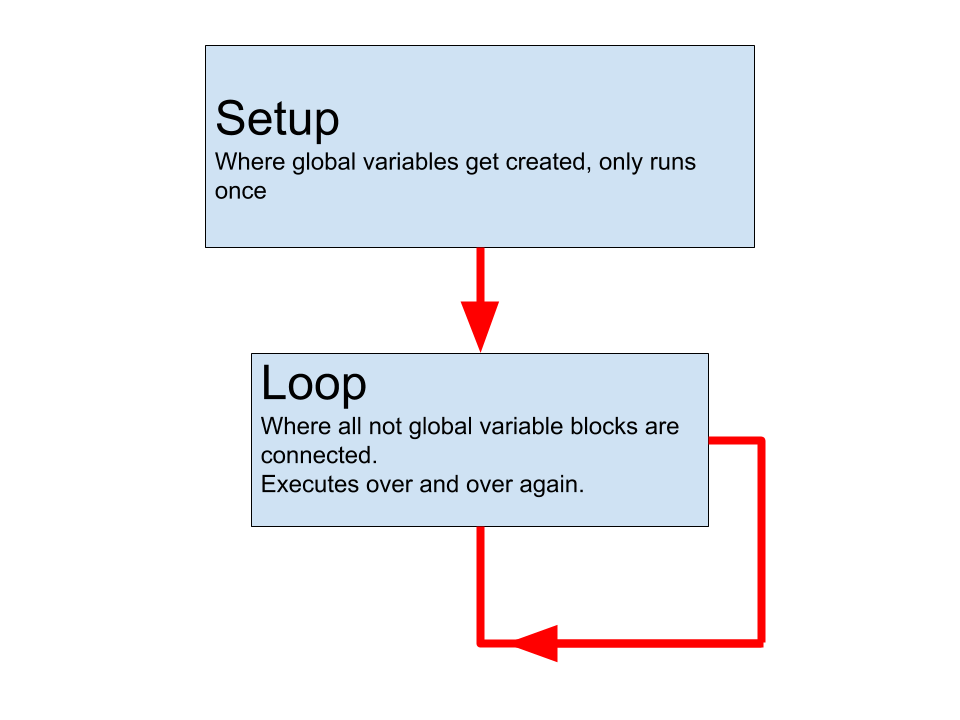 Setup
Where global variables get created, only runs
once
Loop
Where all not global variable blocks are
connected.
Executes over and over again.